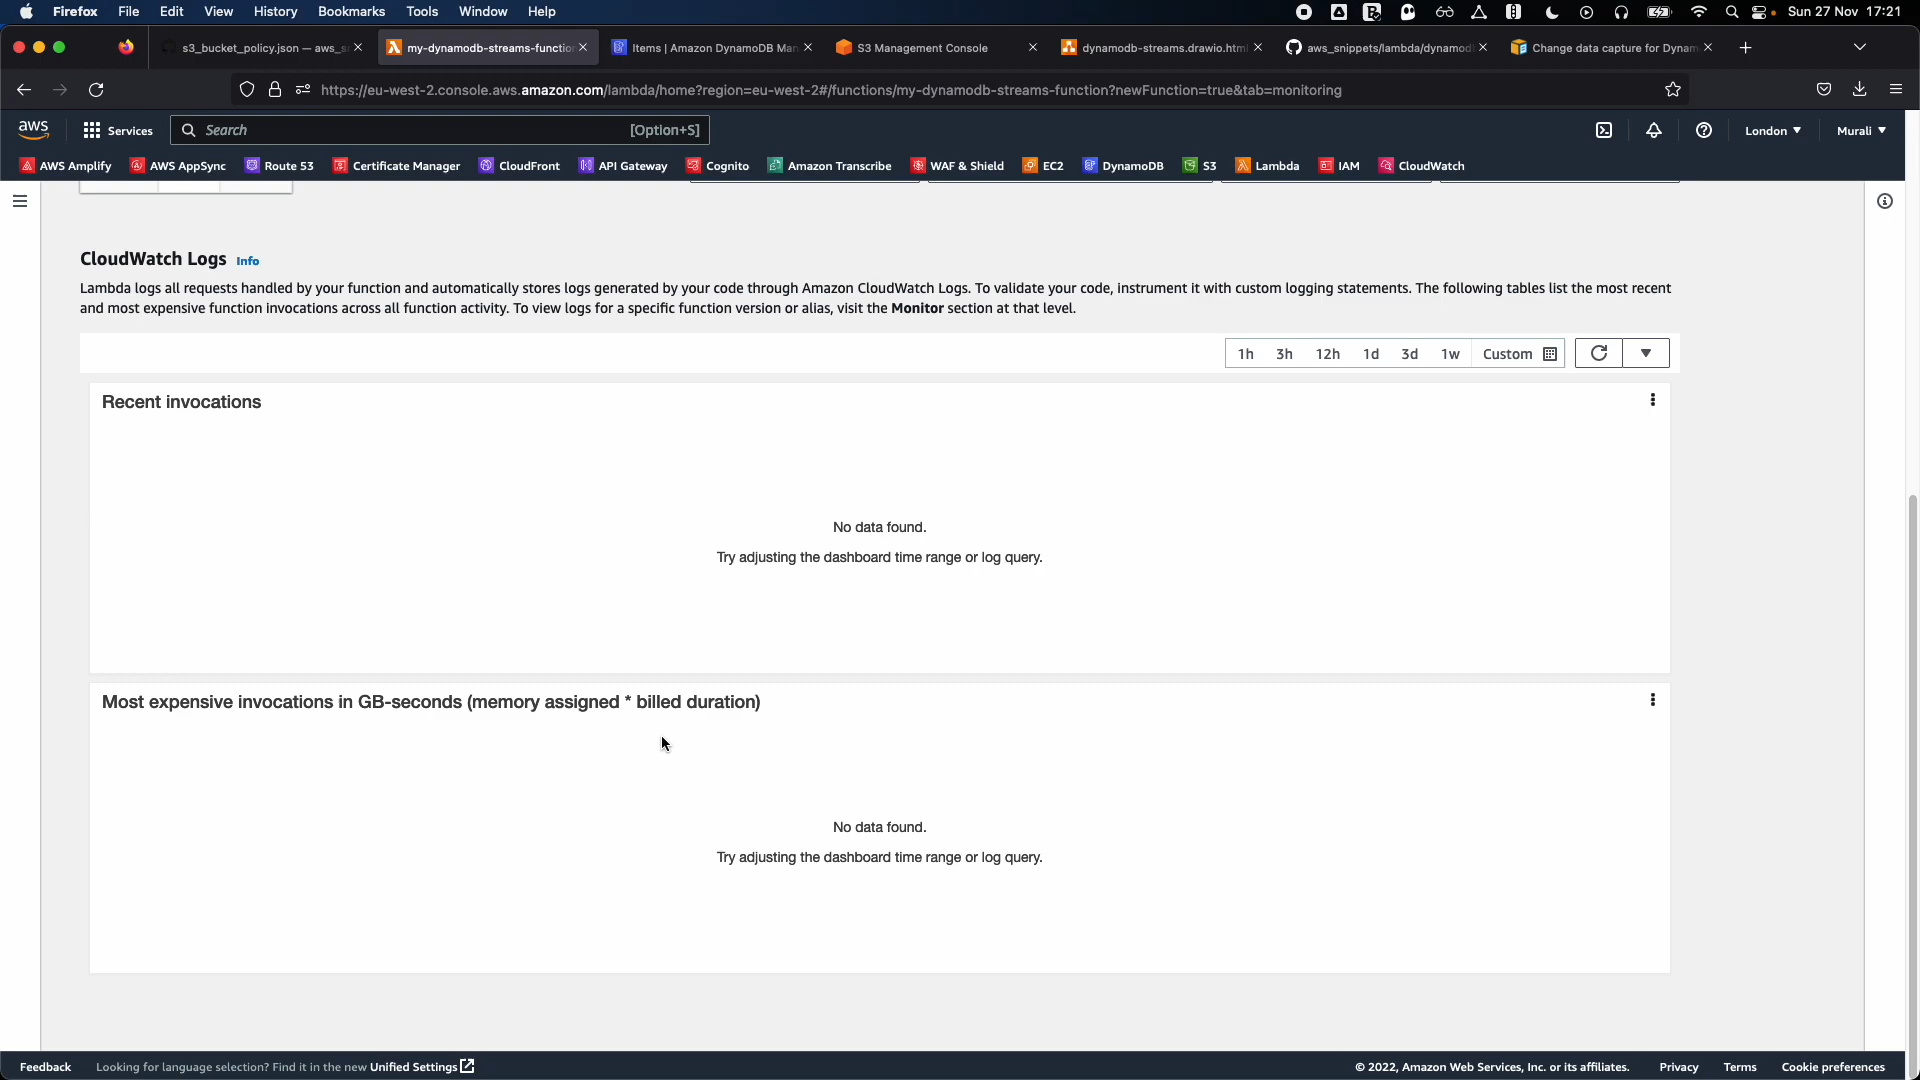 Firefox File Edit View History Bookmarks Tools Window Help Sun 27 Nov 17:21
s3_bucket_policy.json — aws_s my-dynamodb-streams-functio Items | Amazon DynamoDB Man S3 Management Console dynamodb-streams.drawio.html aws_snippets/lambda/dynamod Change data capture for Dynam
https://eu-west-2.console.aws.amazon.com/lambda/home?region=eu-west-2#/functions/my-dynamodb-streams-function?newFunction=true&tab=monitoring
aws Services Search [Option+S] London Murali
AWS Amplify AWS AppSync Route 53 Certificate Manager CloudFront API Gateway Cognito Amazon Transcribe WAF & Shield EC2 DynamoDB S3 Lambda IAM CloudWatch
CloudWatch Logs Info
Lambda logs all requests handled by your function and automatically stores logs generated by your code through Amazon CloudWatch Logs. To validate your code, instrument it with custom logging statements. The following tables list the most recent
and most expensive function invocations across all function activity. To view logs for a specific function version or alias, visit the Monitor section at that level.
1h 3h 12h 1d 3d 1w Custom
Recent invocations
No data found.
Try adjusting the dashboard time range or log query.
Most expensive invocations in GB-seconds (memory assigned * billed duration)
No data found.
Try adjusting the dashboard time range or log query.
Feedback Looking for language selection? Find it in the new Unified Settings © 2022, Amazon Web Services, Inc. or its affiliates. Privacy Terms Cookie preferences